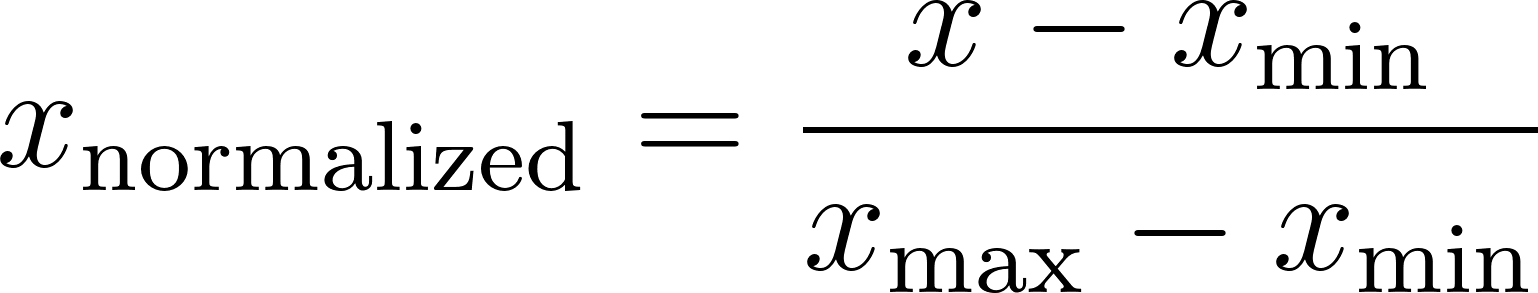 x_normalized = (x − x_min) / (x_max − x_min)